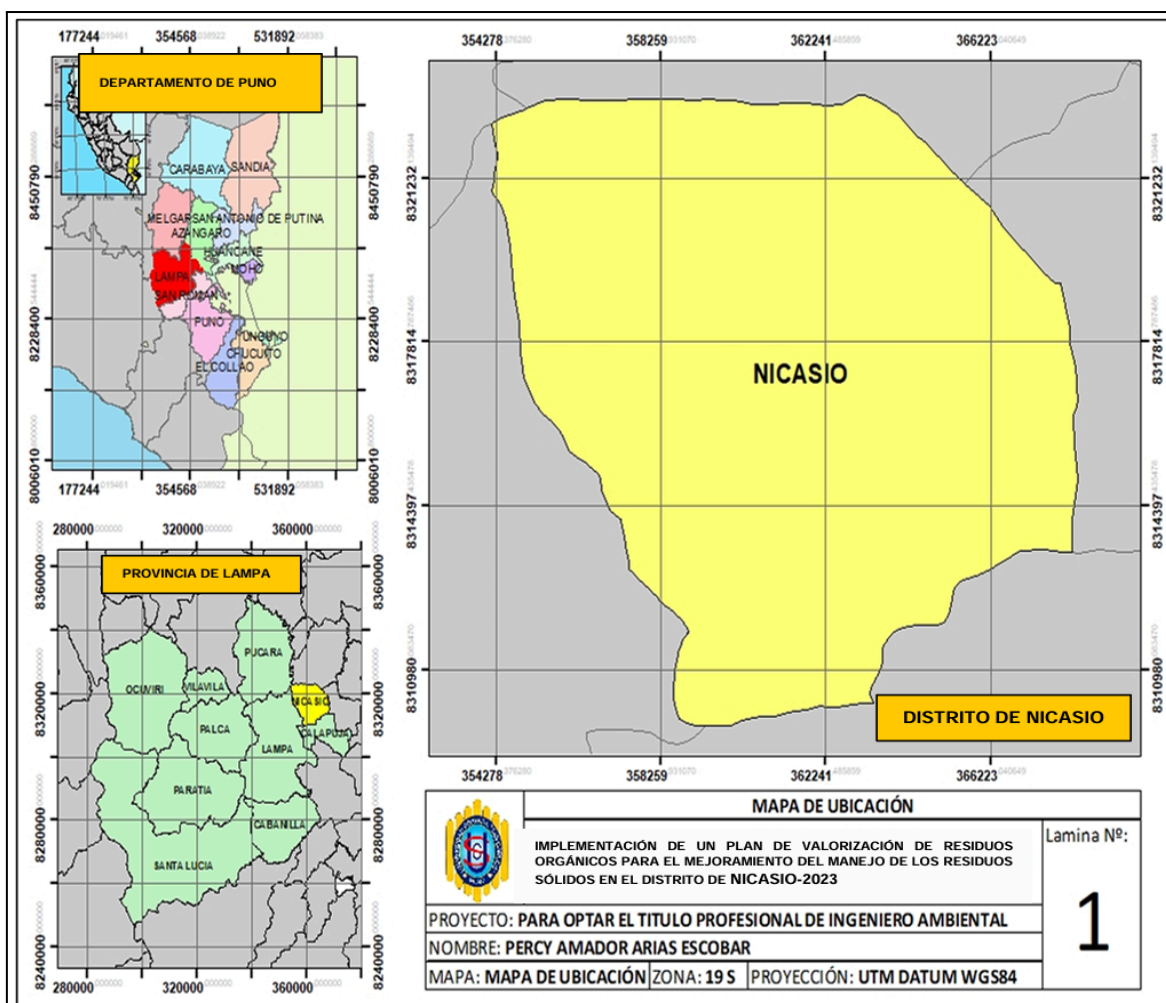 177244 354568 531892
DEPARTAMENTO DE PUNO
CARABAYA
SANDIA
MELGAR SAN ANTONIO DE PUTINA
AZANGARO
HUANCANE
MOHO
LAMPA
SAN ROMAN
PUNO
YUNGUYO
CHUCUITO
EL COLLAO
8450790
8228400
8006010
8450790
8228400
8006010
177244 354568 531892
280000 320000 360000
PROVINCIA DE LAMPA
PUCARA
OCUVIRI
VILAVILA
NICASIO
PALCA
CALAPUJA
LAMPA
PARATIA
CABANILLA
SANTA LUCIA
8360000
8320000
8280000
8240000
8360000
8320000
8280000
8240000
280000 320000 360000
354278 358259 362241 366223
8321232
8317814
8314397
8310980
NICASIO
8321232
8317814
8314397
8310980
DISTRITO DE NICASIO
354278 358259 362241 366223
MAPA DE UBICACIÓN
IMPLEMENTACIÓN DE UN PLAN DE VALORIZACIÓN DE RESIDUOS
ORGÁNICOS PARA EL MEJORAMIENTO DEL MANEJO DE LOS RESIDUOS
SÓLIDOS EN EL DISTRITO DE NICASIO-2023
Lamina Nº:
1
PROYECTO: PARA OPTAR EL TITULO PROFESIONAL DE INGENIERO AMBIENTAL
NOMBRE: PERCY AMADOR ARIAS ESCOBAR
MAPA: MAPA DE UBICACIÓN ZONA: 19 S PROYECCIÓN: UTM DATUM WGS84